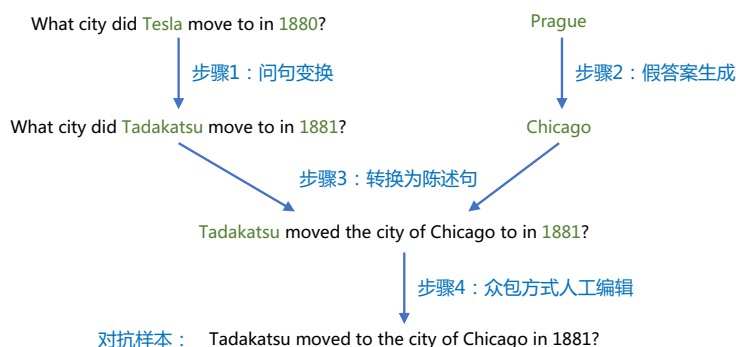 What city did Tesla move to in 1880?
Prague
步骤1：问句变换
步骤2：假答案生成
What city did Tadakatsu move to in 1881?
Chicago
步骤3：转换为陈述句
Tadakatsu moved the city of Chicago to in 1881?
步骤4：众包方式人工编辑
对抗样本： Tadakatsu moved to the city of Chicago in 1881?